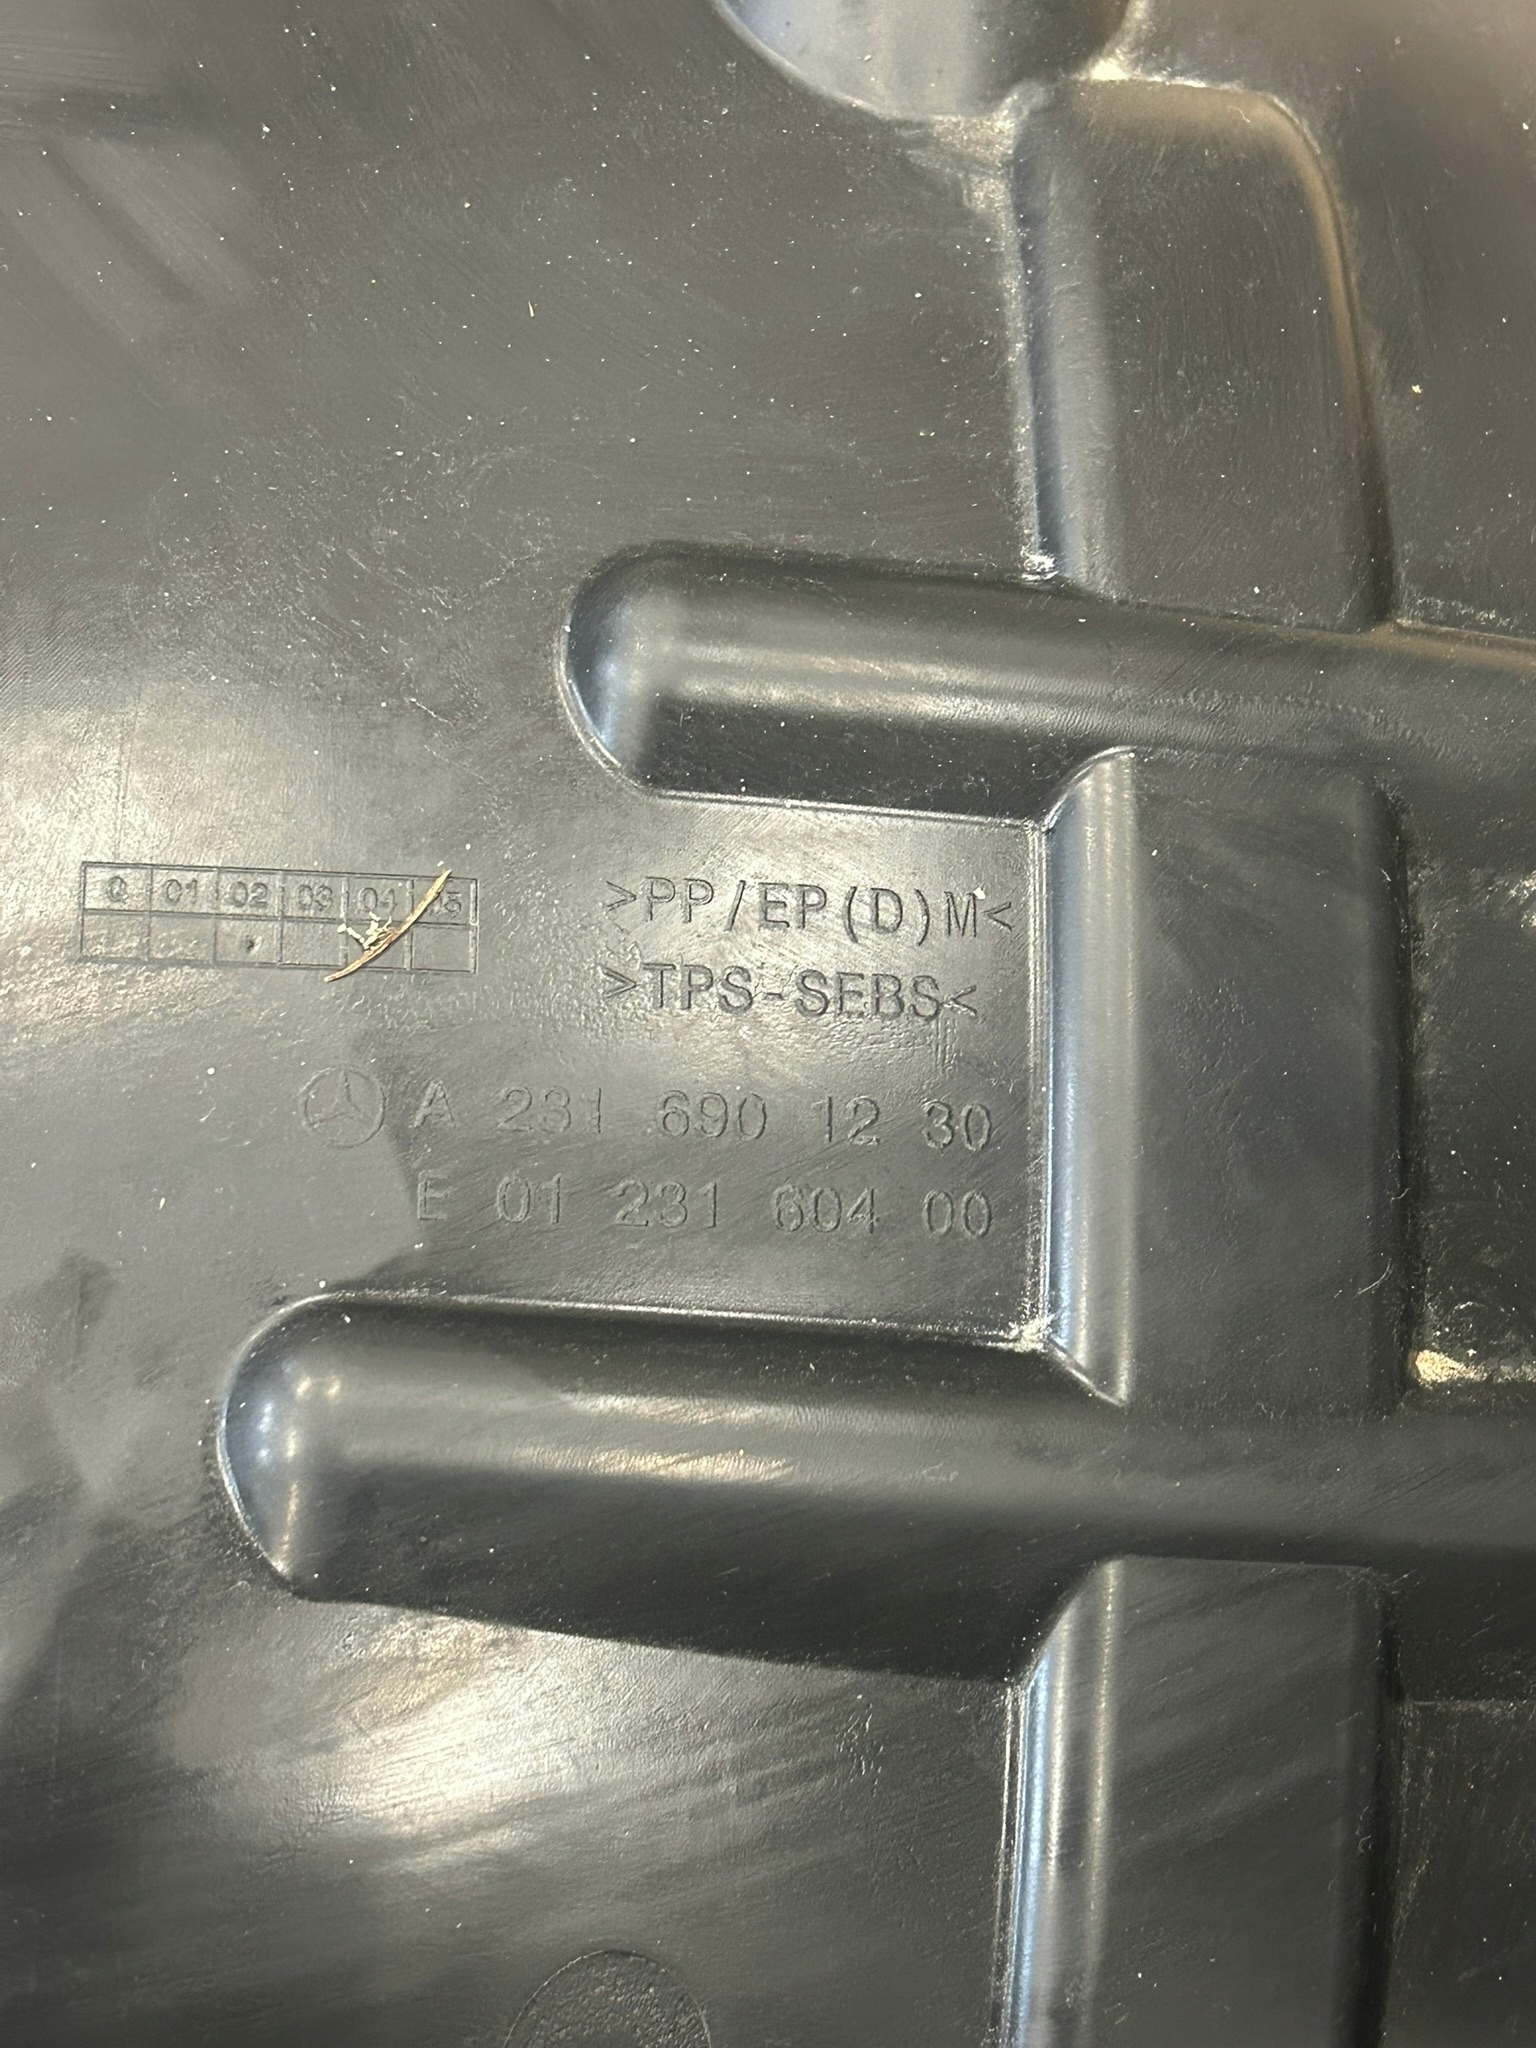 0 01 02 03 04 05
>PP/EP(D)M<
>TPS-SEBS<
A 231 690 12 30
E 01 231 604 00